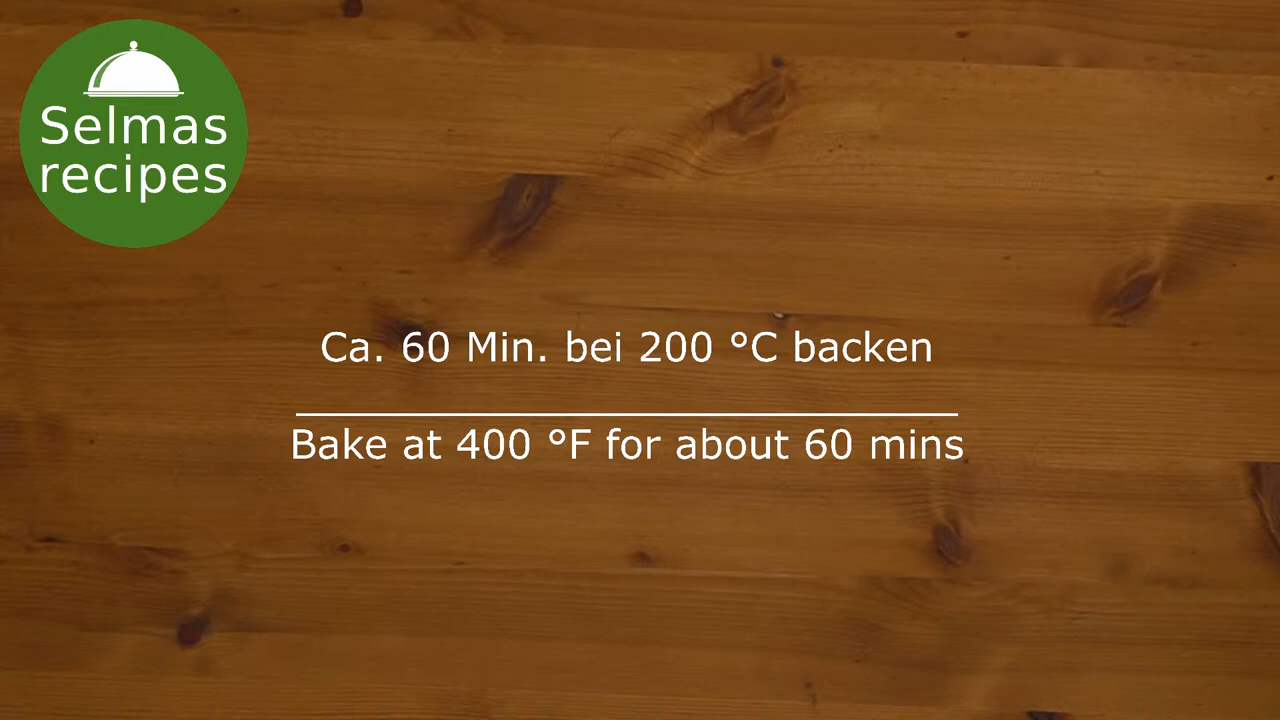 Selmas
recipes
Ca. 60 Min. bei 200 °C backen
Bake at 400 °F for about 60 mins